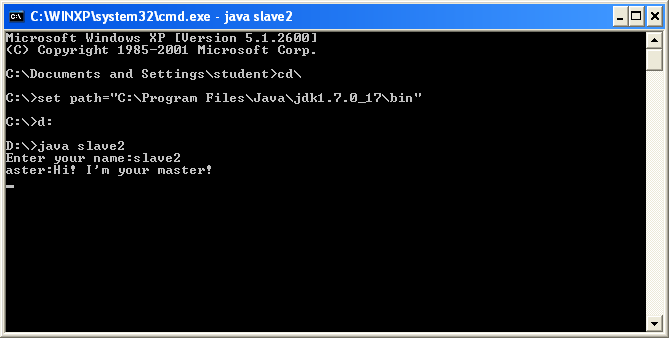 C:\WINXP\system32\cmd.exe - java slave2
Microsoft Windows XP [Version 5.1.2600]
(C) Copyright 1985-2001 Microsoft Corp.
C:\Documents and Settings\student>cd\
C:\>set path="C:\Program Files\Java\jdk1.7.0_17\bin"
C:\>d:
D:\>java slave2
Enter your name:slave2
aster:Hi! I'm your master!